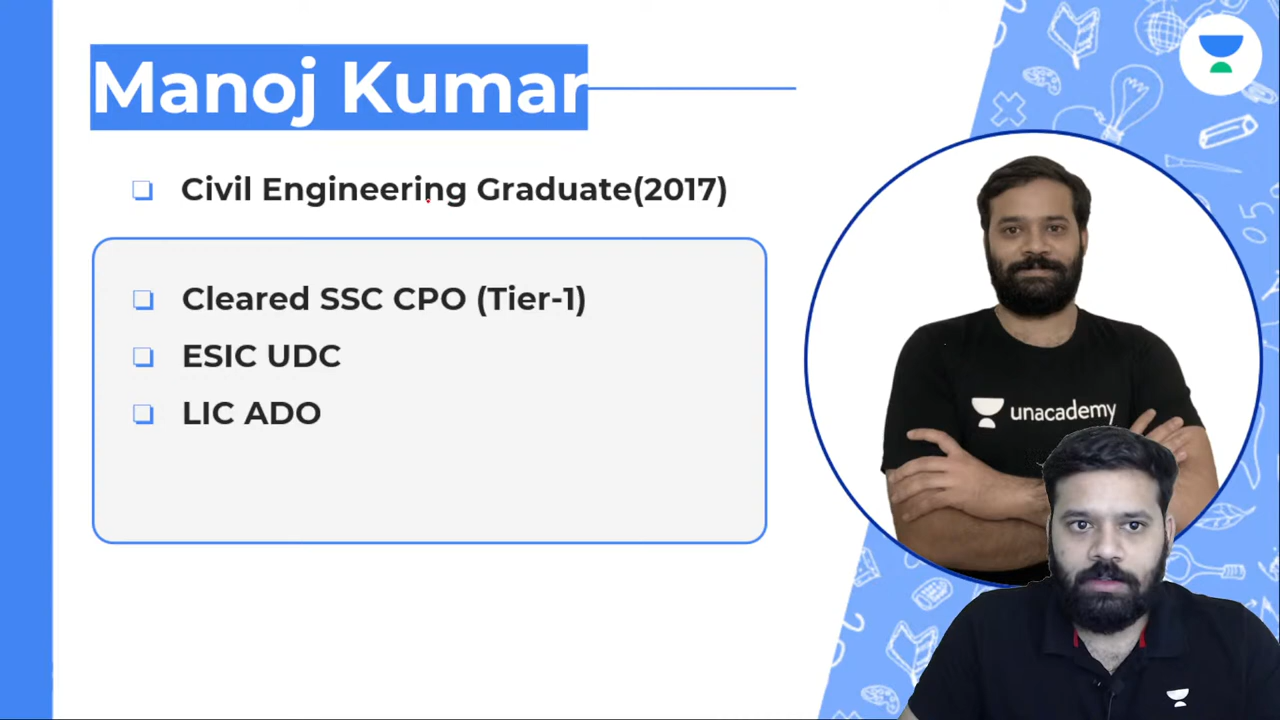 Manoj Kumar
Civil Engineering Graduate(2017)
Cleared SSC CPO (Tier-1)
ESIC UDC
LIC ADO
unacademy